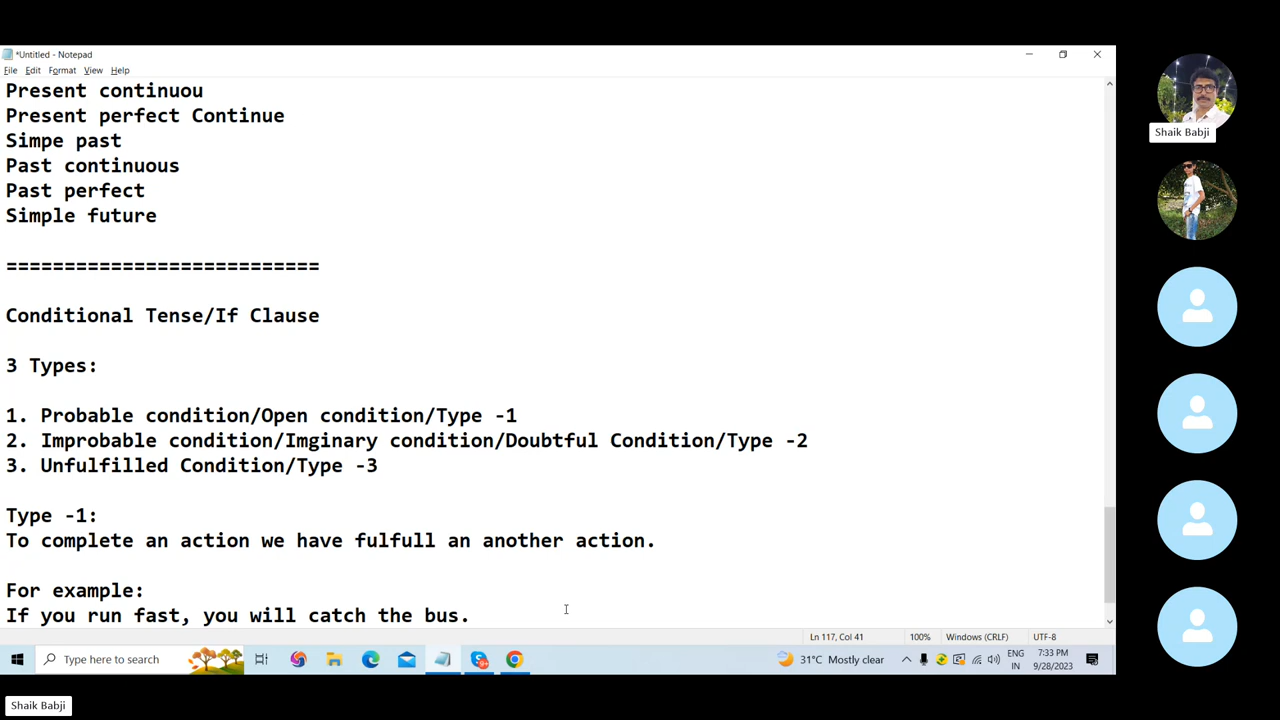 *Untitled - Notepad
File Edit Format View Help
Present continuou
Present perfect Continue
Simpe past
Past continuous
Past perfect
Simple future
===========================
Conditional Tense/If Clause
3 Types:
1. Probable condition/Open condition/Type -1
2. Improbable condition/Imginary condition/Doubtful Condition/Type -2
3. Unfulfilled Condition/Type -3
Type -1:
To complete an action we have fulfull an another action.
For example:
If you run fast, you will catch the bus.
Ln 117, Col 41 100% Windows (CRLF) UTF-8
Type here to search
31°C Mostly clear
ENG
IN
7:33 PM
9/28/2023
Shaik Babji
Shaik Babji